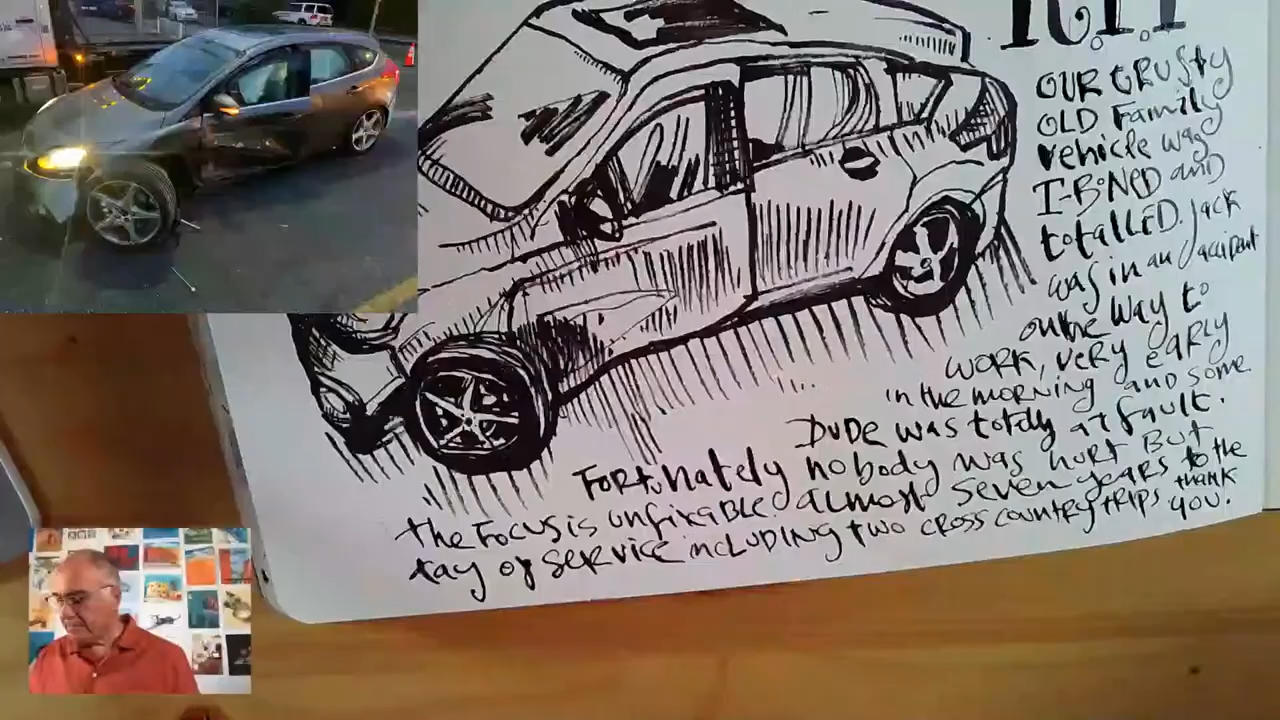 R.I.P
OUR TRUSTY
OLD Family
vehicle was
T-BONED and
totalLED. Jack
was in an accident
on the way to
WORK, very early
in the morning and some
Dude was totally at fault.
Fortunately nobody was hurt But
the Focus is unfixable almost seven years to the
day of service including two cross country trips thank
you.